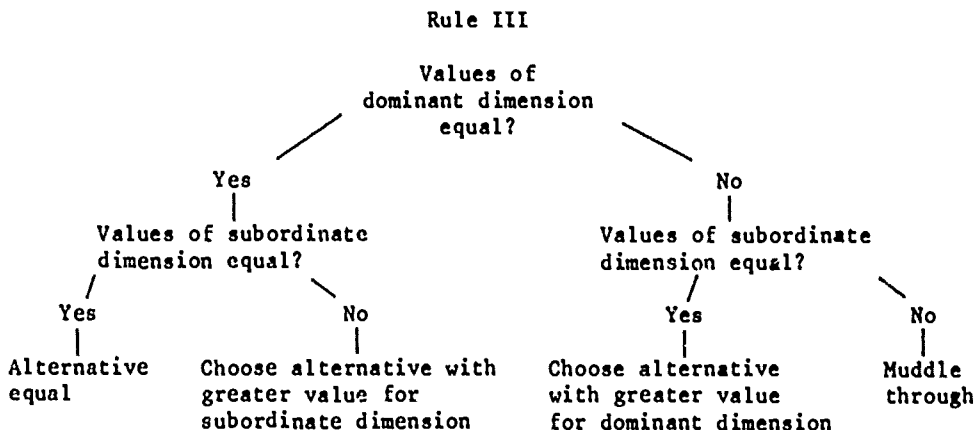 Rule III
Values of
dominant dimension
equal?
Yes
No
Values of subordinate
dimension equal?
Values of subordinate
dimension equal?
Yes
No
Yes
No
Alternative
equal
Choose alternative with
greater value for
subordinate dimension
Choose alternative
with greater value
for dominant dimension
Muddle
through